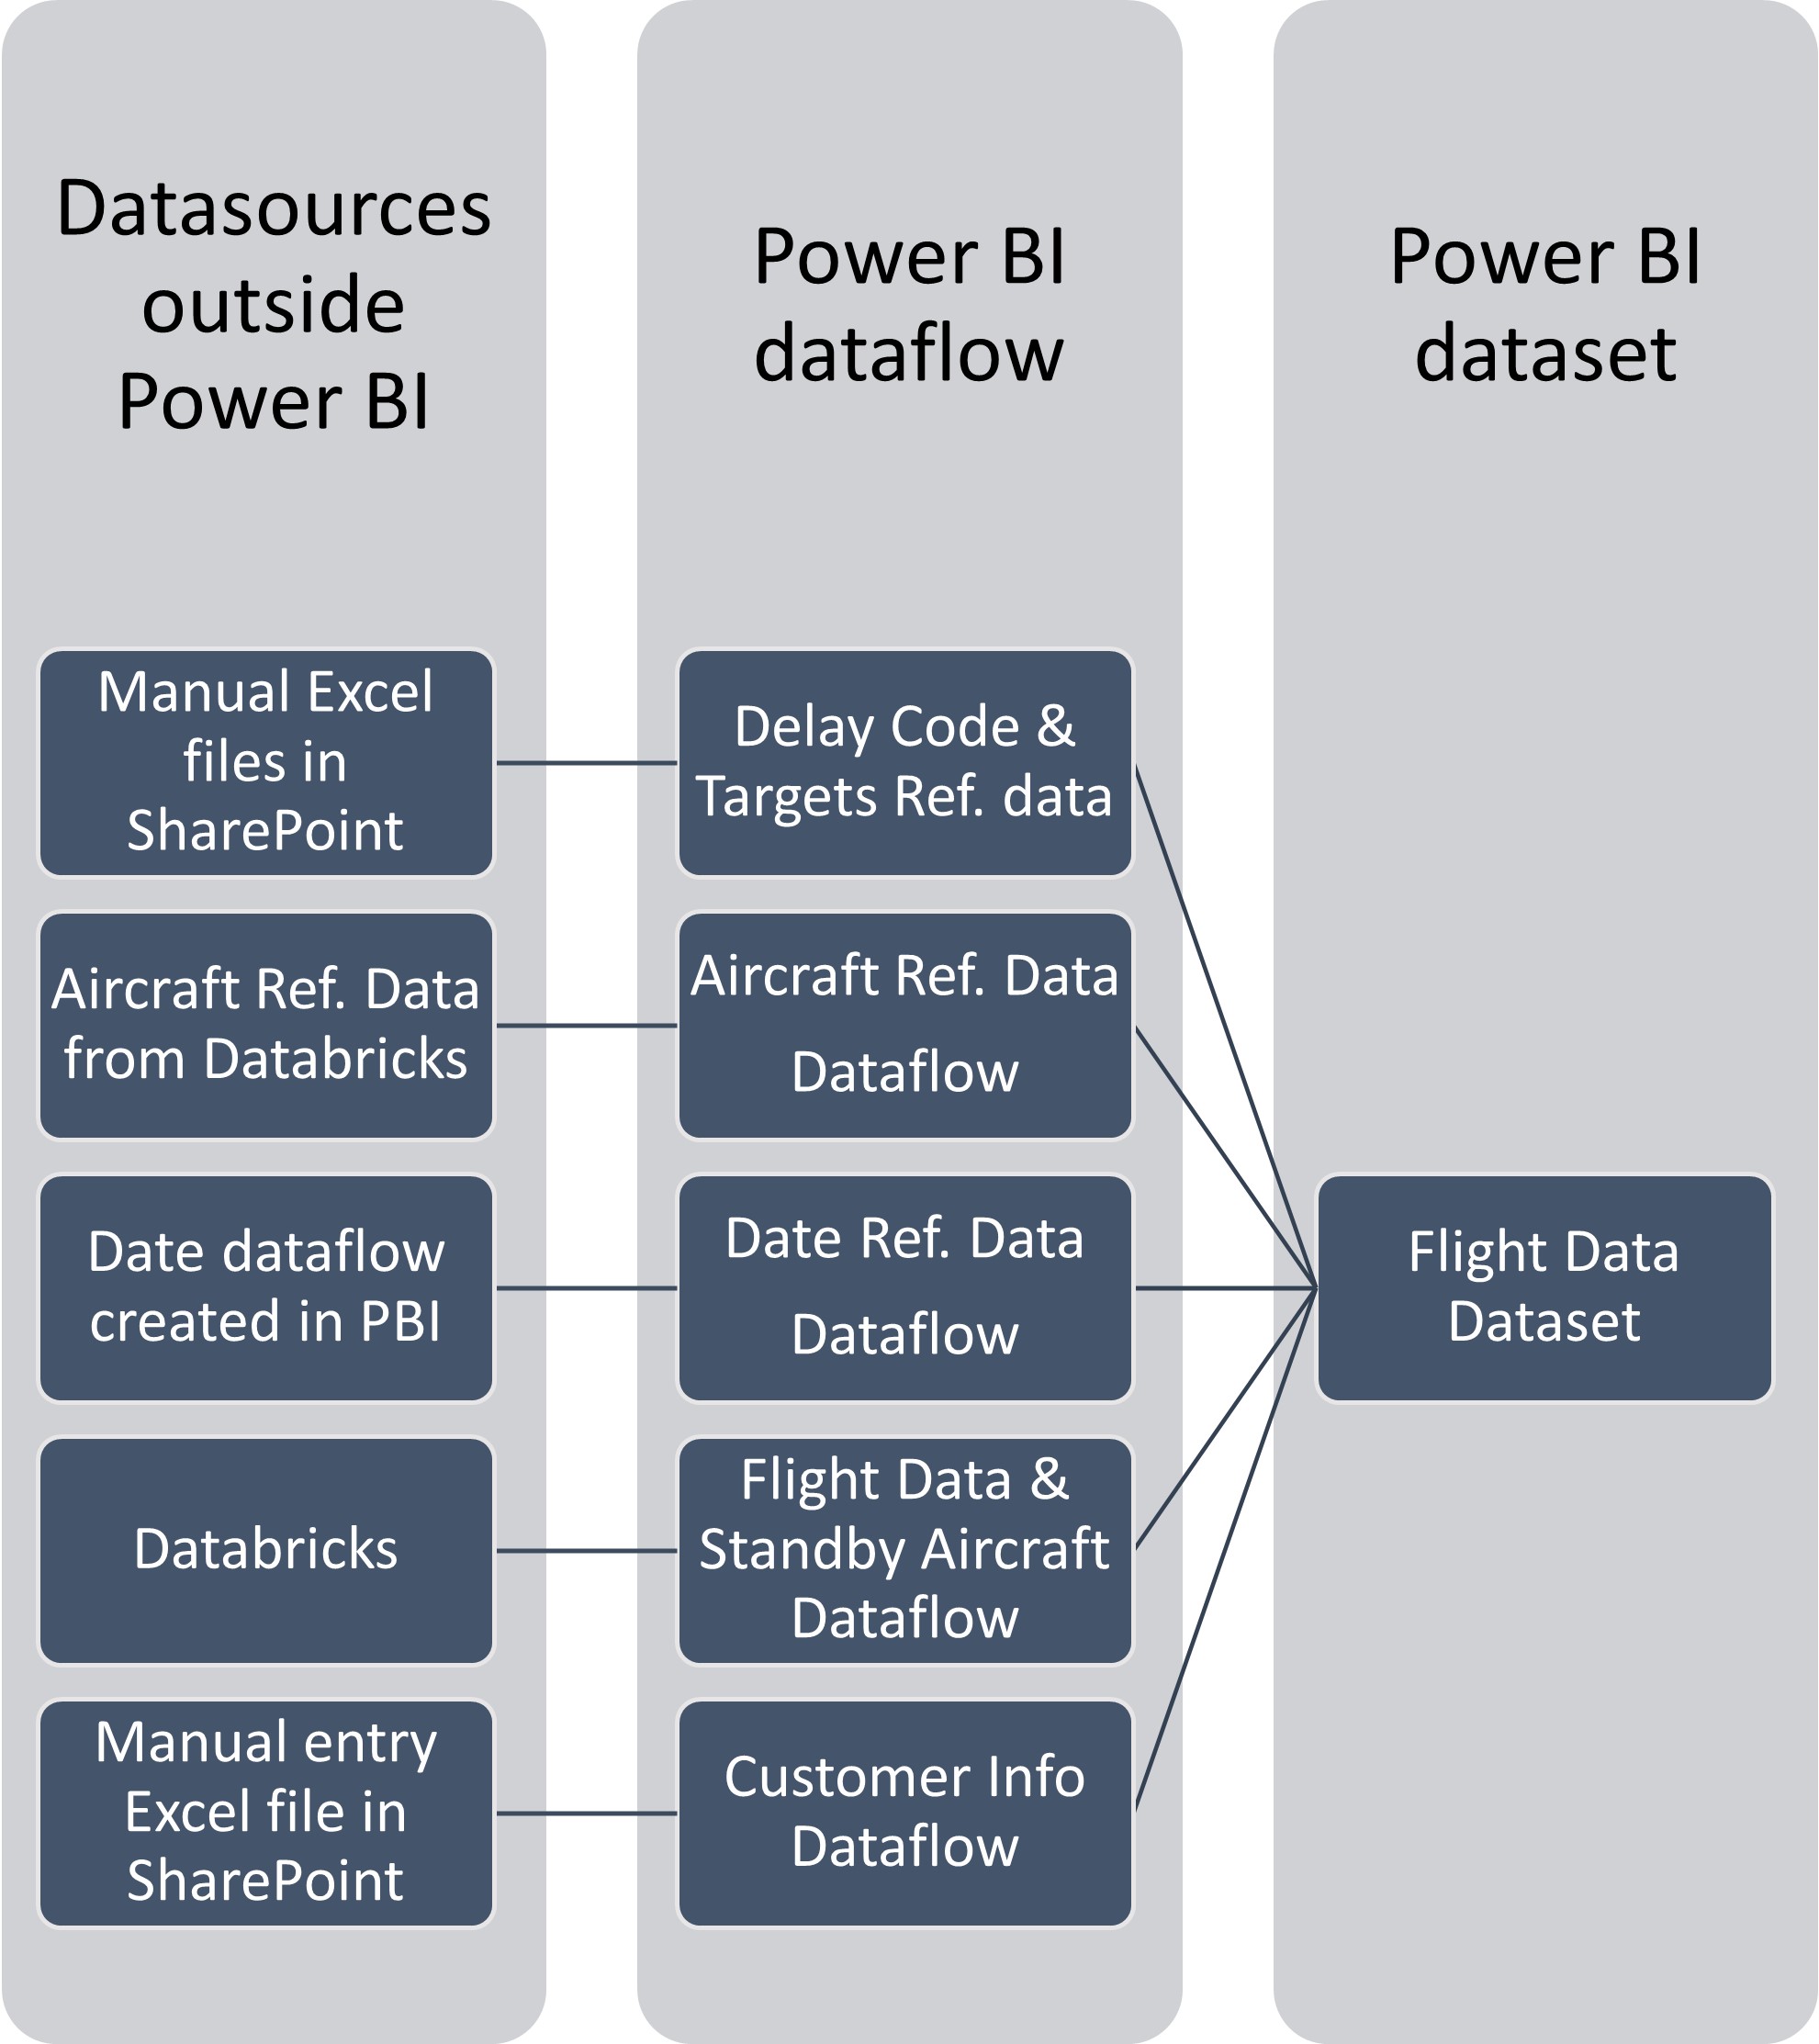 Datasources
outside
Power BI
Power BI
dataflow
Power BI
dataset
Manual Excel
files in
SharePoint
Delay Code &
Targets Ref. data
Aircraft Ref. Data
from Databricks
Aircraft Ref. Data
Dataflow
Date dataflow
created in PBI
Date Ref. Data
Dataflow
Flight Data
Dataset
Databricks
Flight Data &
Standby Aircraft
Dataflow
Manual entry
Excel file in
SharePoint
Customer Info
Dataflow